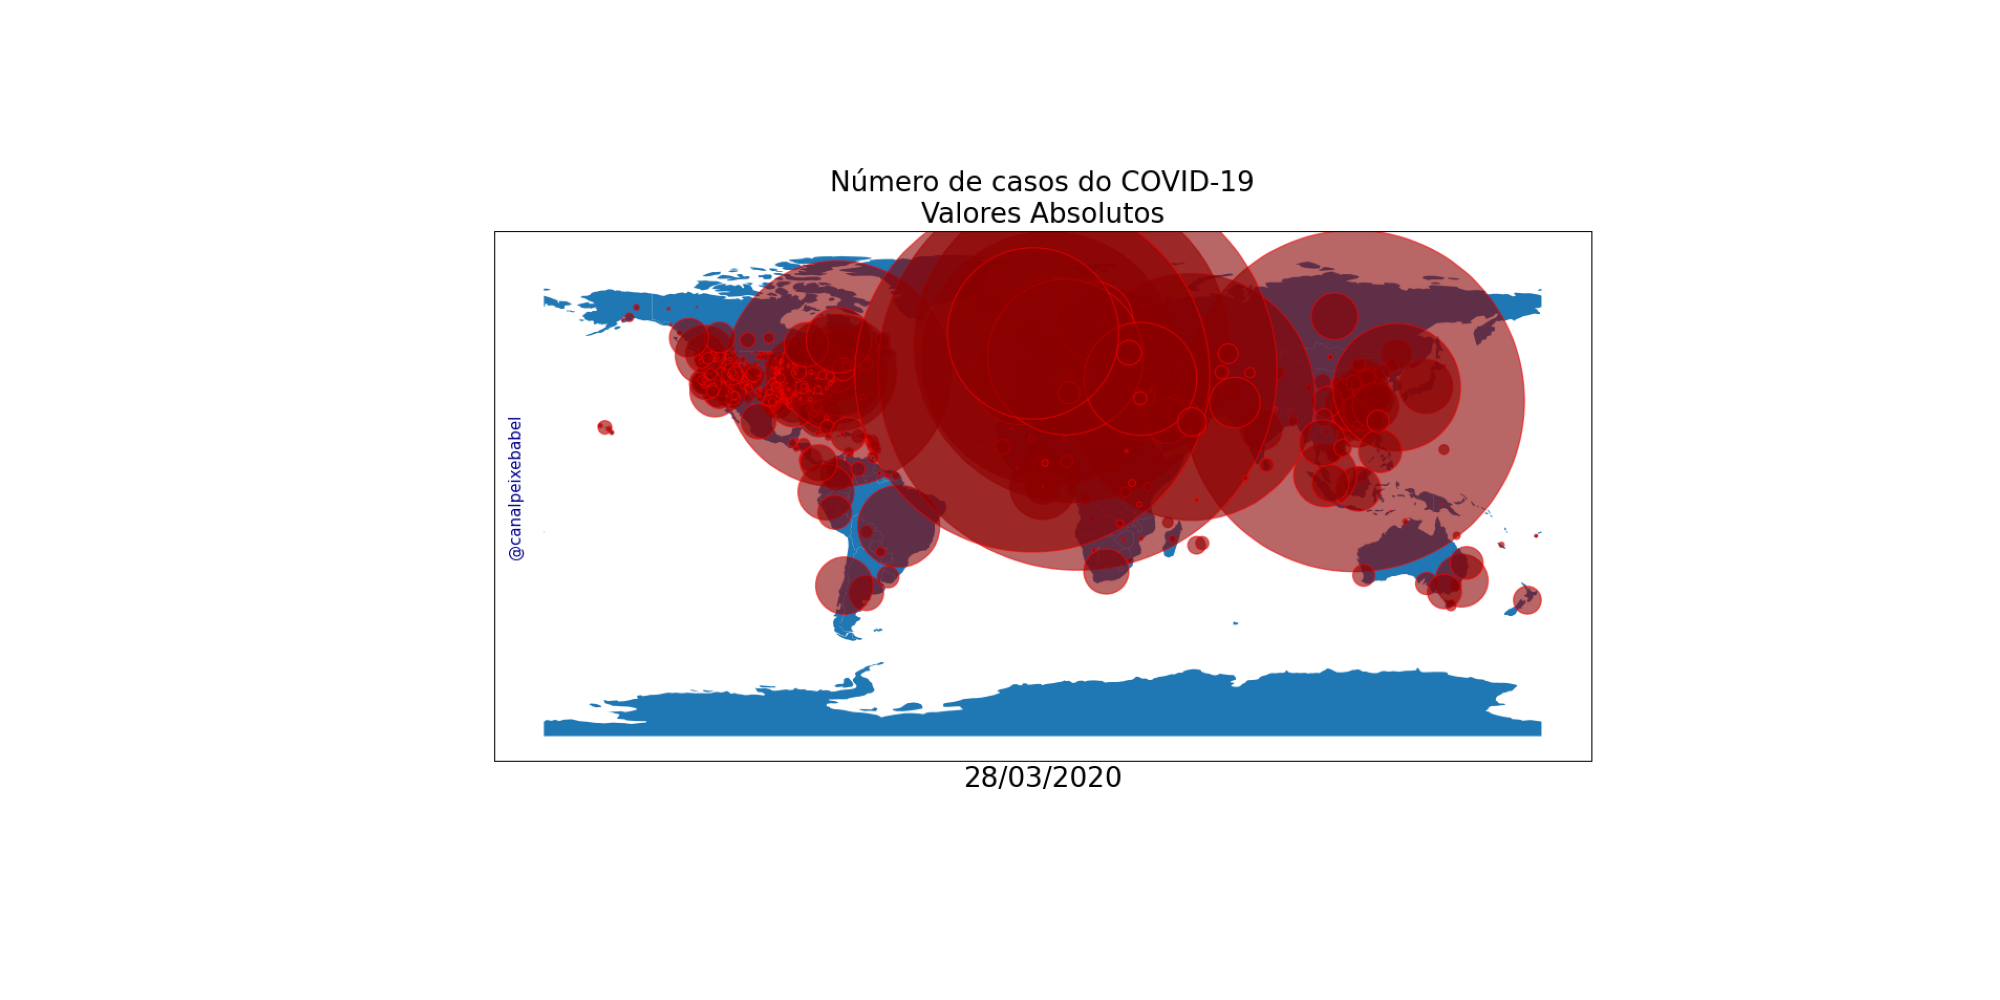 Número de casos do COVID-19
Valores Absolutos
@canalpeixebabel
28/03/2020